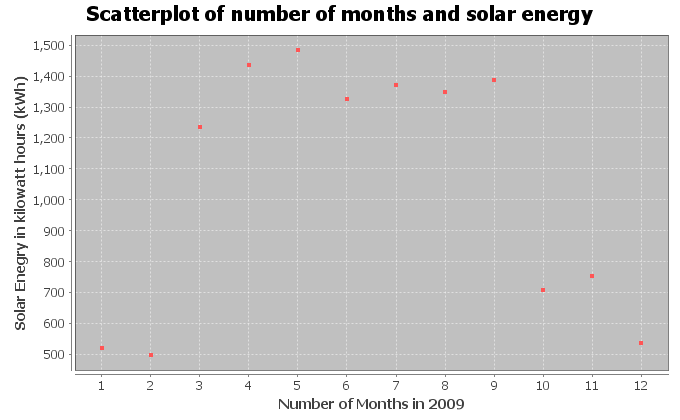 Scatterplot of number of months and solar energy
Solar Enegry in kilowatt hours (kWh)
1,500
1,400
1,300
1,200
1,100
1,000
900
800
700
600
500
1 2 3 4 5 6 7 8 9 10 11 12
Number of Months in 2009